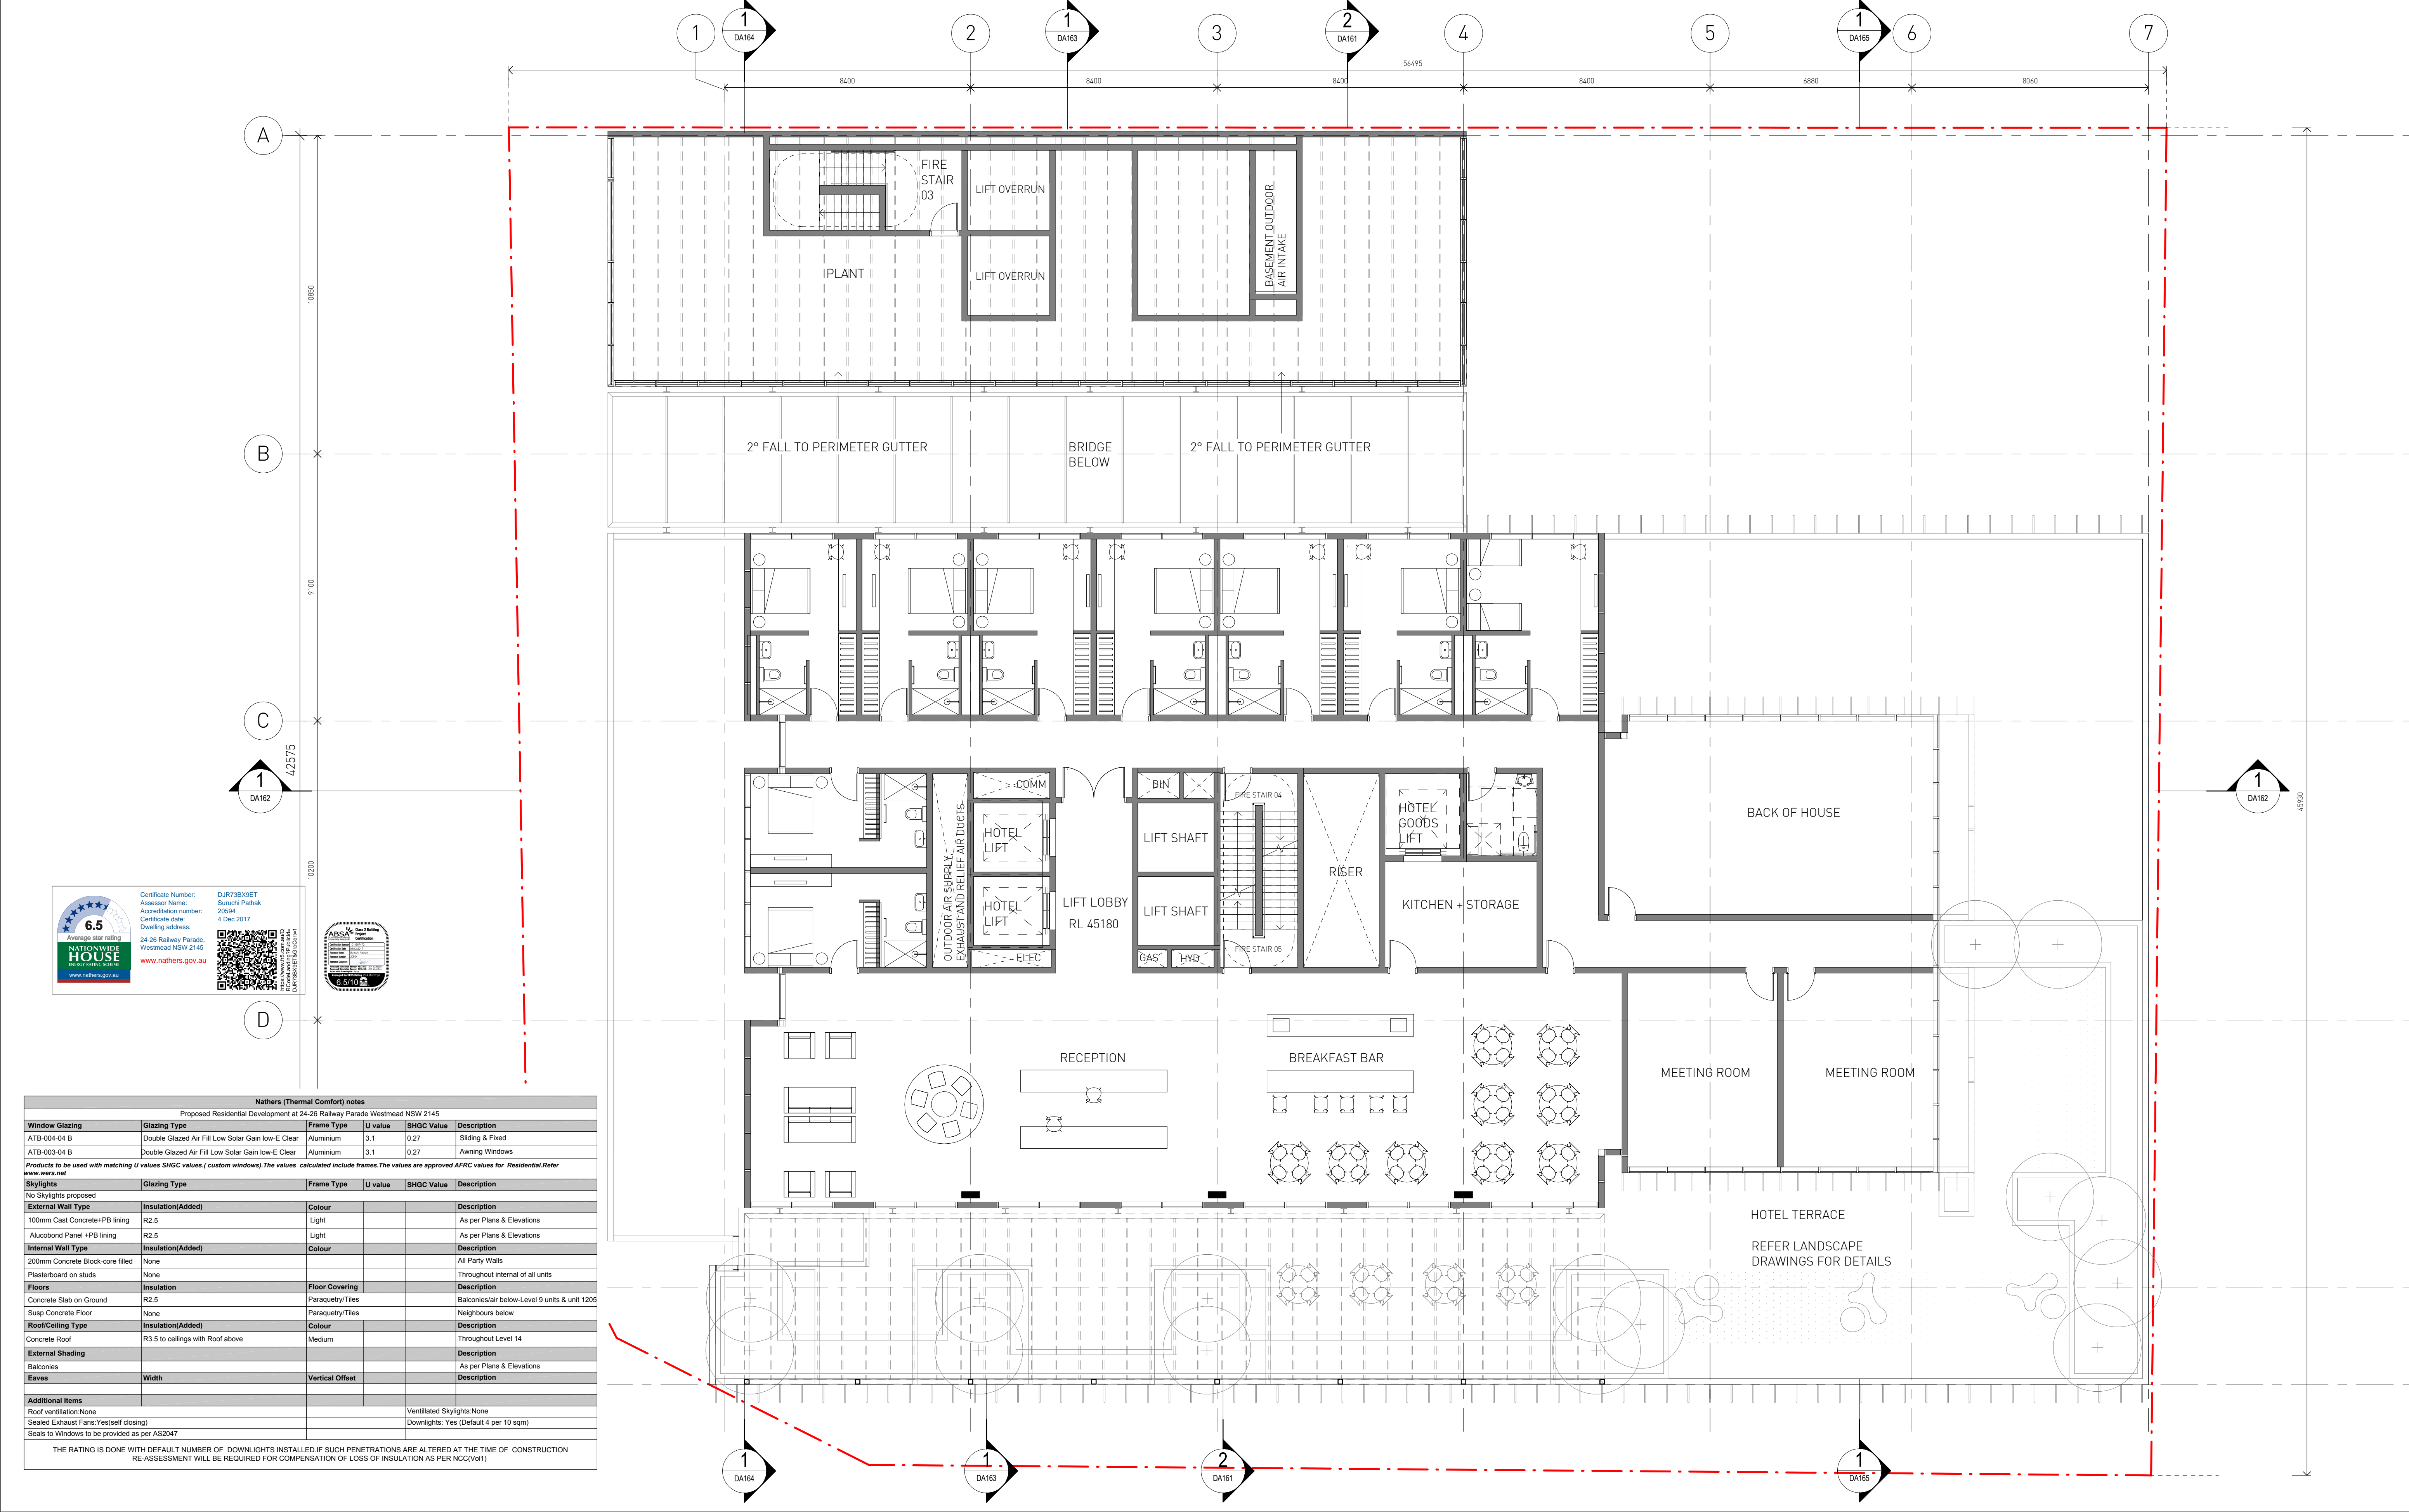 1
DA164
2
1
DA163
3
2
DA161
4
5
1
DA165
6
7
56495
8400
8400
8400
8400
6880
8060
A
B
C
D
10850
9100
10200
42575
45930
1
DA162
1
DA162
FIRE
STAIR
03
LIFT OVERRUN
LIFT OVERRUN
PLANT
BASEMENT OUTDOOR
AIR INTAKE
2° FALL TO PERIMETER GUTTER
BRIDGE
BELOW
2° FALL TO PERIMETER GUTTER
COMM
BIN
FIRE STAIR 04
HOTEL
LIFT
HOTEL
LIFT
OUTDOOR AIR SUPPLY,
EXHAUST AND RELIEF AIR DUCTS
ELEC
LIFT LOBBY
RL 45180
LIFT SHAFT
LIFT SHAFT
GAS
HYD
FIRE STAIR 05
RISER
HOTEL
GOODS
LIFT
KITCHEN + STORAGE
BACK OF HOUSE
RECEPTION
BREAKFAST BAR
MEETING ROOM
MEETING ROOM
HOTEL TERRACE
REFER LANDSCAPE
DRAWINGS FOR DETAILS
6.5
Average star rating
NATIONWIDE
HOUSE
ENERGY RATING SCHEME
www.nathers.gov.au
Certificate Number: DJR73BX9ET
Assessor Name: Suruchi Pathak
Accreditation number: 20594
Certificate date: 4 Dec 2017
Dwelling address:
24-26 Railway Parade,
Westmead NSW 2145
www.nathers.gov.au
ABSA
Class 2 Building
Project
Certification
6.5/10
Nathers (Thermal Comfort) notes
Proposed Residential Development at 24-26 Railway Parade Westmead NSW 2145
Window Glazing Glazing Type Frame Type U value SHGC Value Description
ATB-004-04 B Double Glazed Air Fill Low Solar Gain low-E Clear Aluminium 3.1 0.27 Sliding & Fixed
ATB-003-04 B Double Glazed Air Fill Low Solar Gain low-E Clear Aluminium 3.1 0.27 Awning Windows
Products to be used with matching U values SHGC values.( custom windows).The values calculated include frames.The values are approved AFRC values for Residential.Refer
www.wers.net
Skylights Glazing Type Frame Type U value SHGC Value Description
No Skylights proposed
External Wall Type Insulation(Added) Colour Description
100mm Cast Concrete+PB lining R2.5 Light As per Plans & Elevations
Alucobond Panel +PB lining R2.5 Light As per Plans & Elevations
Internal Wall Type Insulation(Added) Colour Description
200mm Concrete Block-core filled None All Party Walls
Plasterboard on studs None Throughout internal of all units
Floors Insulation Floor Covering Description
Concrete Slab on Ground R2.5 Paraquetry/Tiles Balconies/air below-Level 9 units & unit 1205
Susp Concrete Floor None Paraquetry/Tiles Neighbours below
Roof/Ceiling Type Insulation(Added) Colour Description
Concrete Roof R3.5 to ceilings with Roof above Medium Throughout Level 14
External Shading Description
Balconies As per Plans & Elevations
Eaves Width Vertical Offset Description
Additional Items
Roof ventillation:None Ventillated Skylights:None
Sealed Exhaust Fans:Yes(self closing) Downlights: Yes (Default 4 per 10 sqm)
Seals to Windows to be provided as per AS2047
THE RATING IS DONE WITH DEFAULT NUMBER OF DOWNLIGHTS INSTALLED.IF SUCH PENETRATIONS ARE ALTERED AT THE TIME OF CONSTRUCTION
RE-ASSESSMENT WILL BE REQUIRED FOR COMPENSATION OF LOSS OF INSULATION AS PER NCC(Vol1)
1
DA164
1
DA163
2
DA161
1
DA165